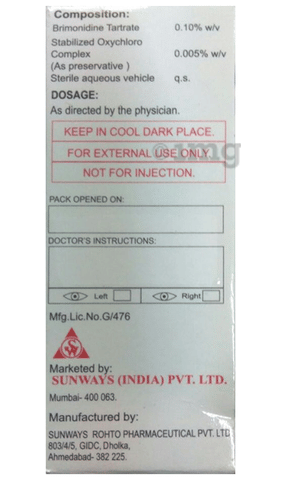 Composition:
Brimonidine Tartrate 0.10% w/v
Stabilized Oxychloro
Complex 0.005% w/v
(As preservative )
Sterile aqueous vehicle q.s.
DOSAGE:
As directed by the physician.
KEEP IN COOL DARK PLACE.
FOR EXTERNAL USE ONLY.
NOT FOR INJECTION.
1mg
PACK OPENED ON:
DOCTOR'S INSTRUCTIONS:
Left Right
Mfg.Lic.No.G/476
Marketed by:
SUNWAYS (INDIA) PVT. LTD.
Mumbai- 400 063.
Manufactured by:
SUNWAYS ROHTO PHARMACEUTICAL PVT. LTD
803/4/5, GIDC, Dholka,
Ahmedabad- 382 225.